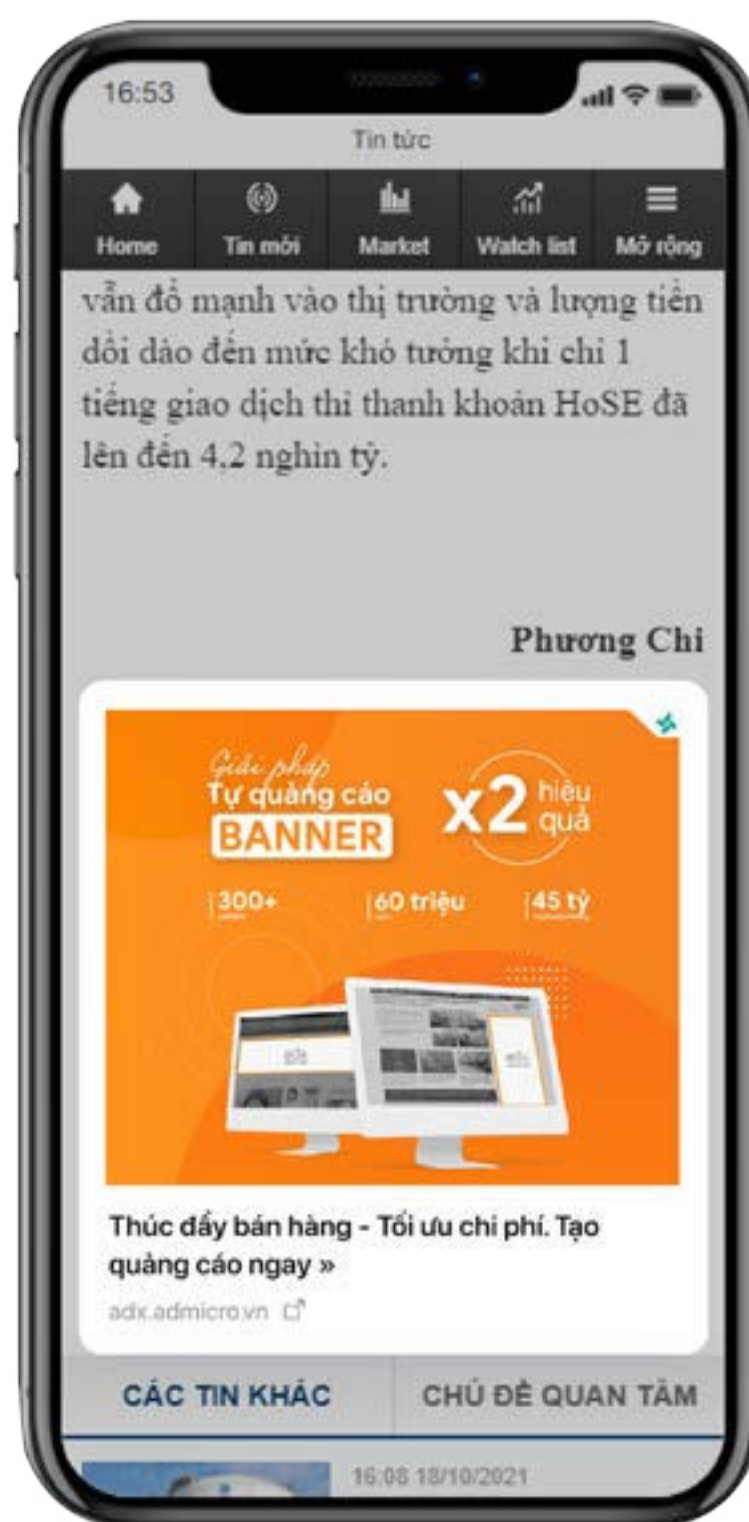 16:53
Tin tức
Home
Tin mới
Market
Watch list
Mở rộng
vẫn đổ mạnh vào thị trường và lượng tiền
dồi dào đến mức khó tưởng khi chỉ 1
tiếng giao dịch thì thanh khoản HoSE đã
lên đến 4,2 nghìn tỷ.
Phương Chi
Giải pháp
Tự quảng cáo
BANNER
x2 hiệu
quả
300+
60 triệu
45 tỷ
Thúc đẩy bán hàng - Tối ưu chi phí. Tạo
quảng cáo ngay »
adx.admicro.vn
CÁC TIN KHÁC
CHỦ ĐỀ QUAN TÂM
16:08 18/10/2021